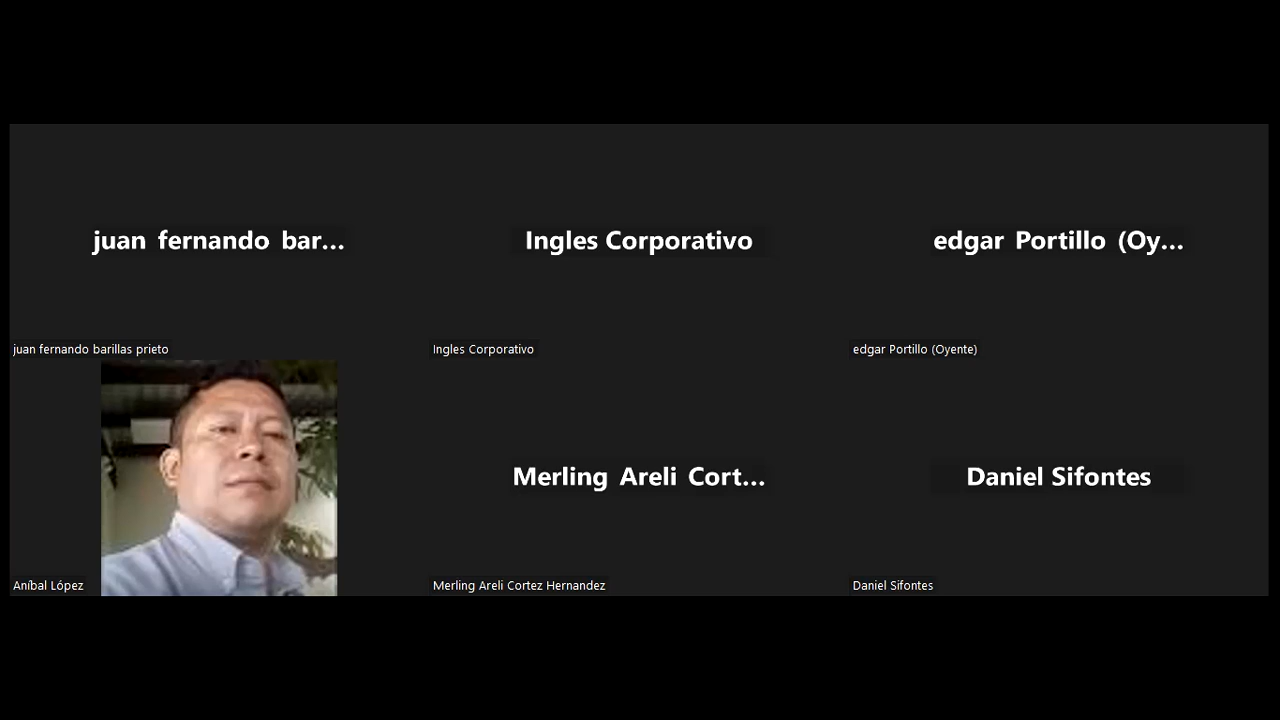 juan fernando bar...
Ingles Corporativo
edgar Portillo (Oy...
juan fernando barillas prieto
Ingles Corporativo
edgar Portillo (Oyente)
Merling Areli Cort...
Daniel Sifontes
Aníbal López
Merling Areli Cortez Hernandez
Daniel Sifontes